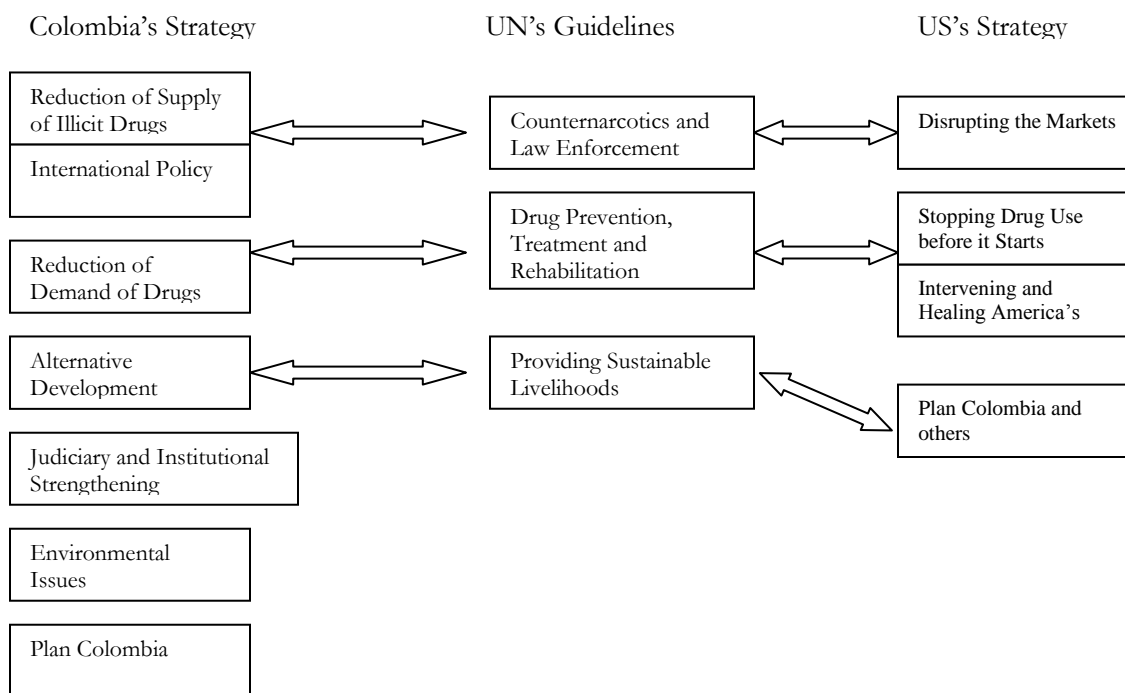 Colombia's Strategy
UN's Guidelines
US's Strategy
Reduction of Supply
of Illicit Drugs
International Policy
Counternarcotics and
Law Enforcement
Disrupting the Markets
Reduction of
Demand of Drugs
Drug Prevention,
Treatment and
Rehabilitation
Stopping Drug Use
before it Starts
Intervening and
Healing America's
Alternative
Development
Providing Sustainable
Livelihoods
Plan Colombia and
others
Judiciary and Institutional
Strengthening
Environmental
Issues
Plan Colombia